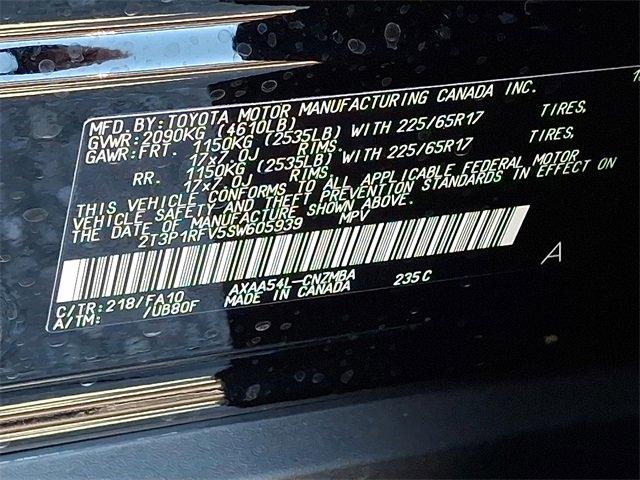 MFD.BY:TOYOTA MOTOR MANUFACTURING CANADA INC.
GVWR:2090KG (4610LB)
GAWR:FRT. 1150KG (2535LB) WITH 225/65R17 TIRES,
17x7.0J RIMS.
RR. 1150KG (2535LB) WITH 225/65R17 TIRES,
17x7.0J RIMS.
THIS VEHICLE CONFORMS TO ALL APPLICABLE FEDERAL MOTOR
VEHICLE SAFETY AND THEFT PREVENTION STANDARDS IN EFFECT ON
THE DATE OF MANUFACTURE SHOWN ABOVE.
2T3P1RFV5SW605939 MPV
A
C/TR:218/FA10 AXAA54L-CNZMBA 235C
A/TM: /UB80F MADE IN CANADA